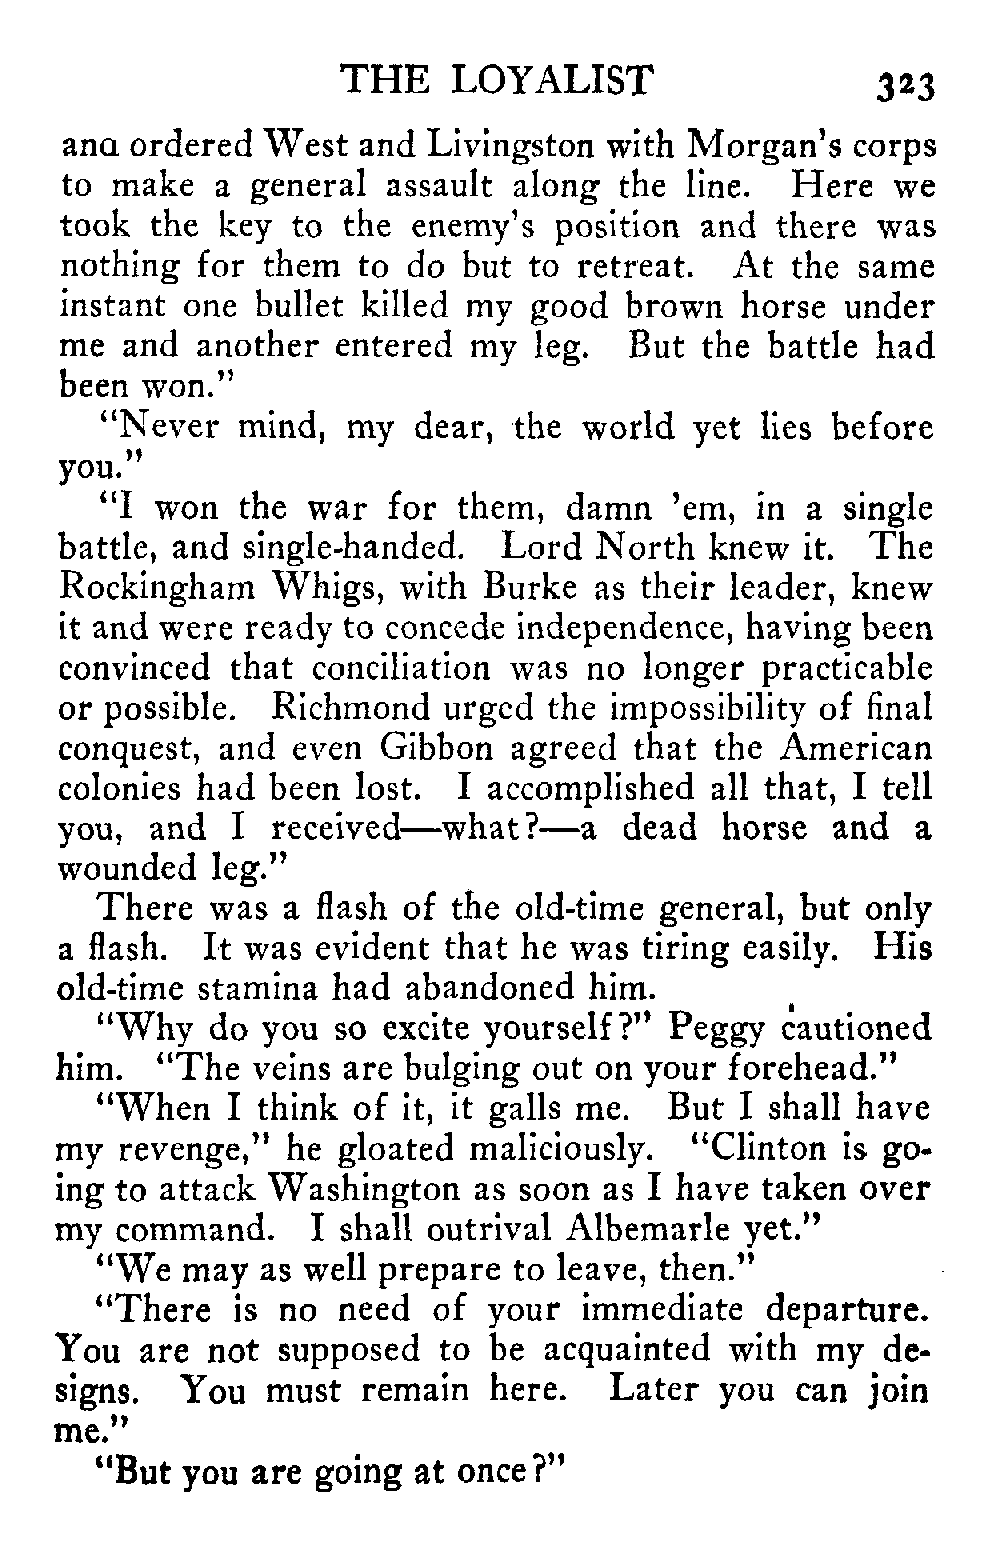 THE LOYALIST 323
and ordered West and Livingston with Morgan's corps
to make a general assault along the line. Here we
took the key to the enemy's position and there was
nothing for them to do but to retreat. At the same
instant one bullet killed my good brown horse under
me and another entered my leg. But the battle had
been won."
"Never mind, my dear, the world yet lies before
you."
"I won the war for them, damn 'em, in a single
battle, and single-handed. Lord North knew it. The
Rockingham Whigs, with Burke as their leader, knew
it and were ready to concede independence, having been
convinced that conciliation was no longer practicable
or possible. Richmond urged the impossibility of final
conquest, and even Gibbon agreed that the American
colonies had been lost. I accomplished all that, I tell
you, and I received—what?—a dead horse and a
wounded leg."
There was a flash of the old-time general, but only
a flash. It was evident that he was tiring easily. His
old-time stamina had abandoned him.
"Why do you so excite yourself?" Peggy cautioned
him. "The veins are bulging out on your forehead."
"When I think of it, it galls me. But I shall have
my revenge," he gloated maliciously. "Clinton is go-
ing to attack Washington as soon as I have taken over
my command. I shall outrival Albemarle yet."
"We may as well prepare to leave, then."
"There is no need of your immediate departure.
You are not supposed to be acquainted with my de-
signs. You must remain here. Later you can join
me."
"But you are going at once?"